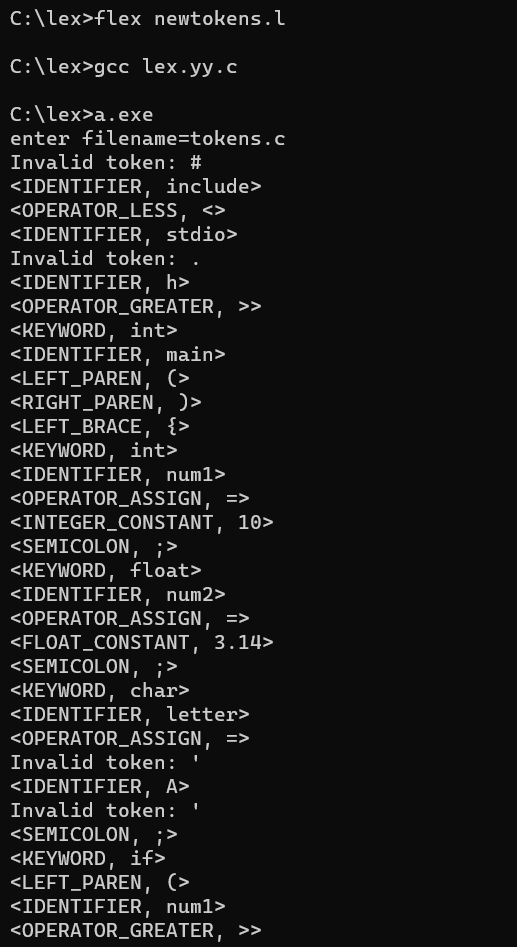 C:\lex>flex newtokens.l
C:\lex>gcc lex.yy.c
C:\lex>a.exe
enter filename=tokens.c
Invalid token: #
<IDENTIFIER, include>
<OPERATOR_LESS, <>
<IDENTIFIER, stdio>
Invalid token: .
<IDENTIFIER, h>
<OPERATOR_GREATER, >>
<KEYWORD, int>
<IDENTIFIER, main>
<LEFT_PAREN, (>
<RIGHT_PAREN, )>
<LEFT_BRACE, {>
<KEYWORD, int>
<IDENTIFIER, num1>
<OPERATOR_ASSIGN, =>
<INTEGER_CONSTANT, 10>
<SEMICOLON, ;>
<KEYWORD, float>
<IDENTIFIER, num2>
<OPERATOR_ASSIGN, =>
<FLOAT_CONSTANT, 3.14>
<SEMICOLON, ;>
<KEYWORD, char>
<IDENTIFIER, letter>
<OPERATOR_ASSIGN, =>
Invalid token: '
<IDENTIFIER, A>
Invalid token: '
<SEMICOLON, ;>
<KEYWORD, if>
<LEFT_PAREN, (>
<IDENTIFIER, num1>
<OPERATOR_GREATER, >>